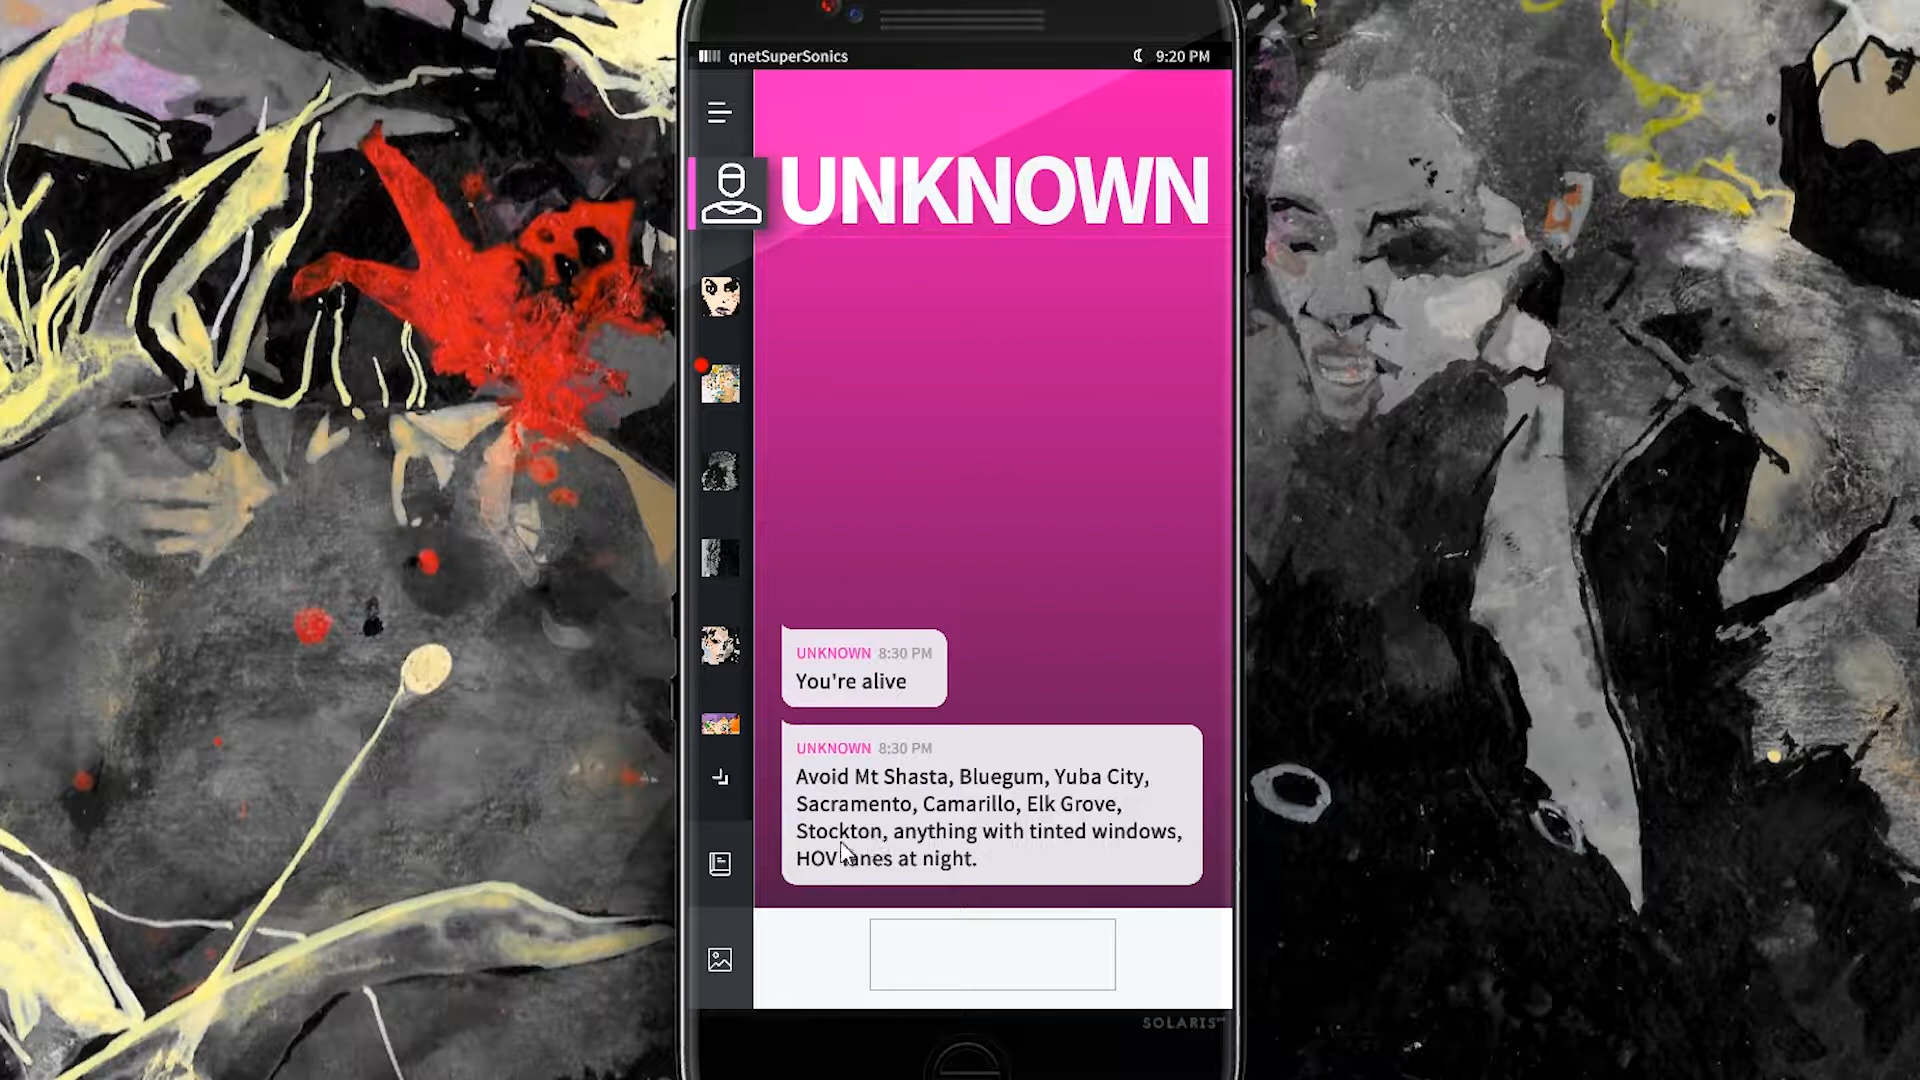 qnetSuperSonics
9:20 PM
UNKNOWN
UNKNOWN 8:30 PM
You're alive
UNKNOWN 8:30 PM
Avoid Mt Shasta, Bluegum, Yuba City,
Sacramento, Camarillo, Elk Grove,
Stockton, anything with tinted windows,
HOV lanes at night.
SOLARIS